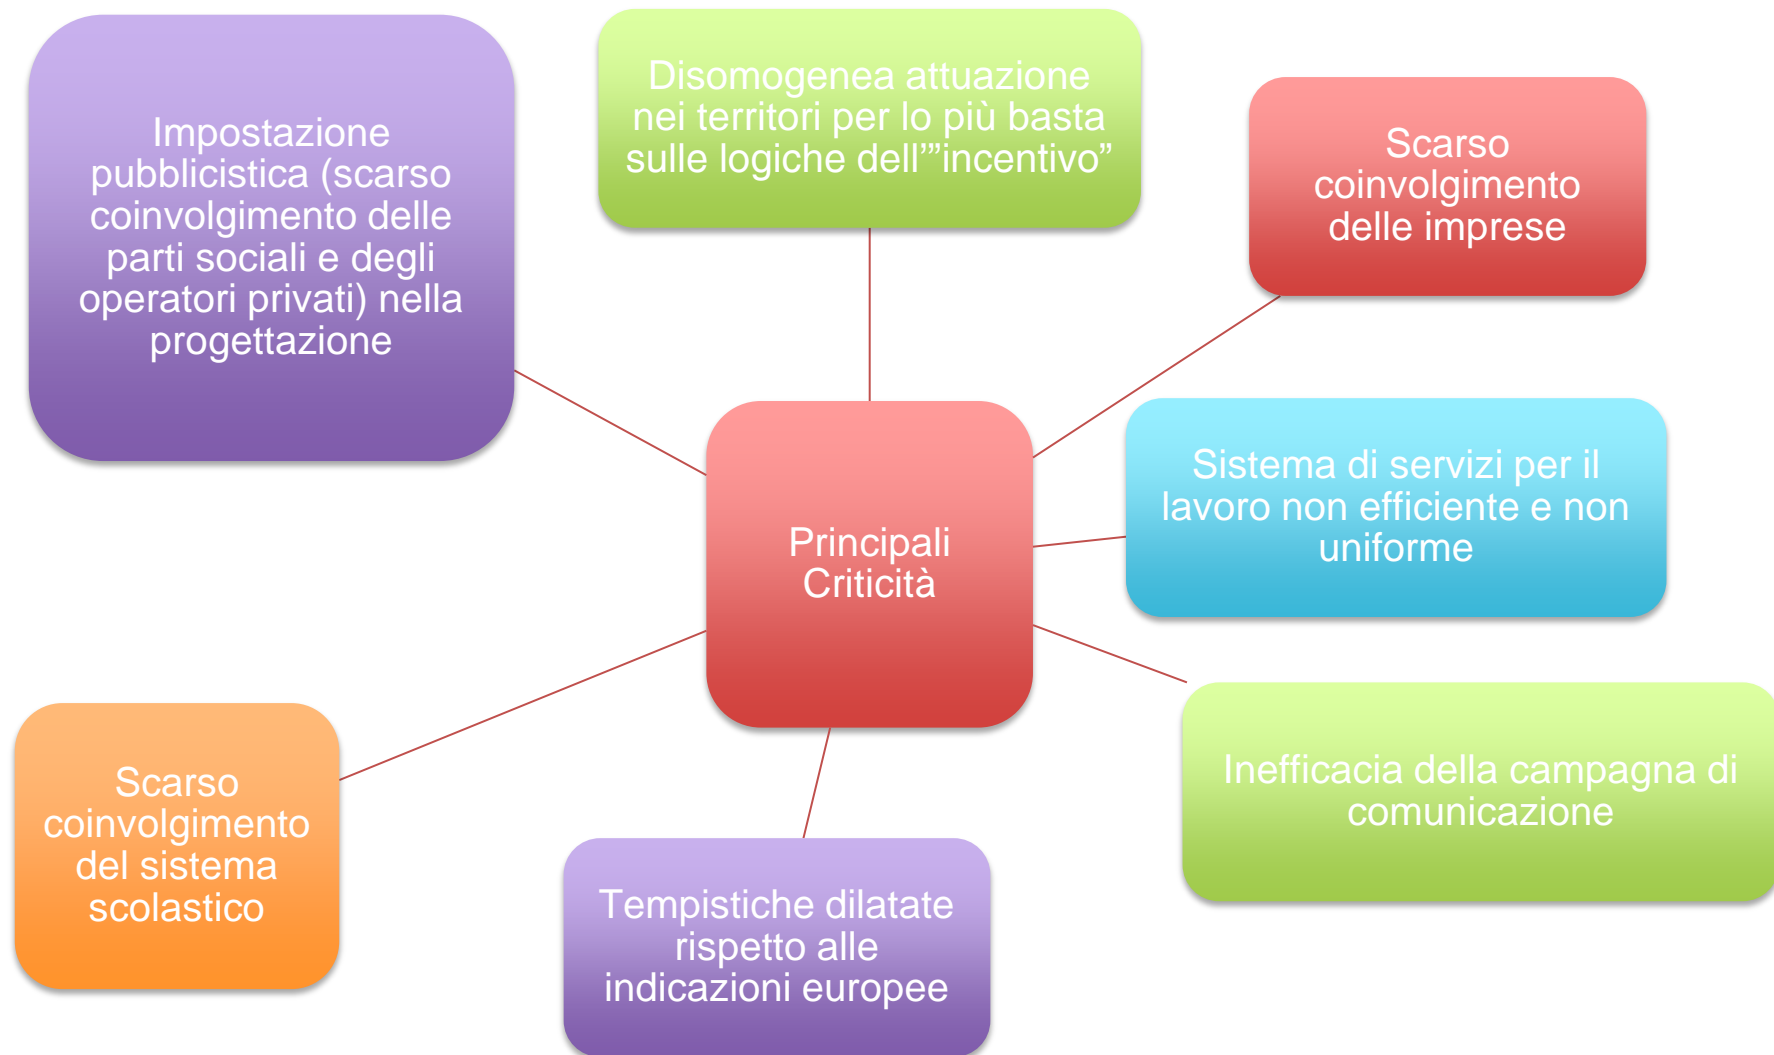 Impostazione
pubblicistica (scarso
coinvolgimento delle
parti sociali e degli
operatori privati) nella
progettazione
Disomogenea attuazione
nei territori per lo più basta
sulle logiche dell’”incentivo”
Scarso
coinvolgimento
delle imprese
Principali
Criticità
Sistema di servizi per il
lavoro non efficiente e non
uniforme
Inefficacia della campagna di
comunicazione
Tempistiche dilatate
rispetto alle
indicazioni europee
Scarso
coinvolgimento
del sistema
scolastico